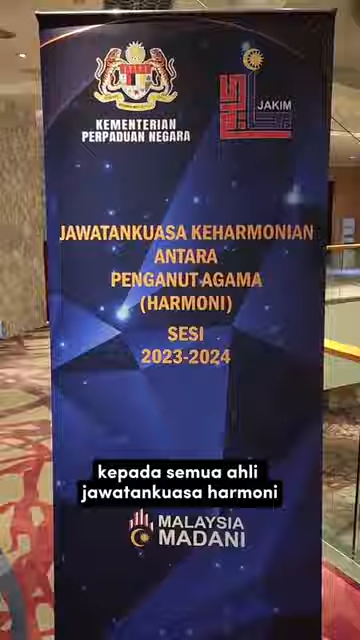 KEMENTERIAN
PERPADUAN NEGARA
JAKIM
JAWATANKUASA KEHARMONIAN
ANTARA
PENGANUT AGAMA
(HARMONI)
SESI
2023-2024
kepada semua ahli
jawatankuasa harmoni
MALAYSIA
MADANI